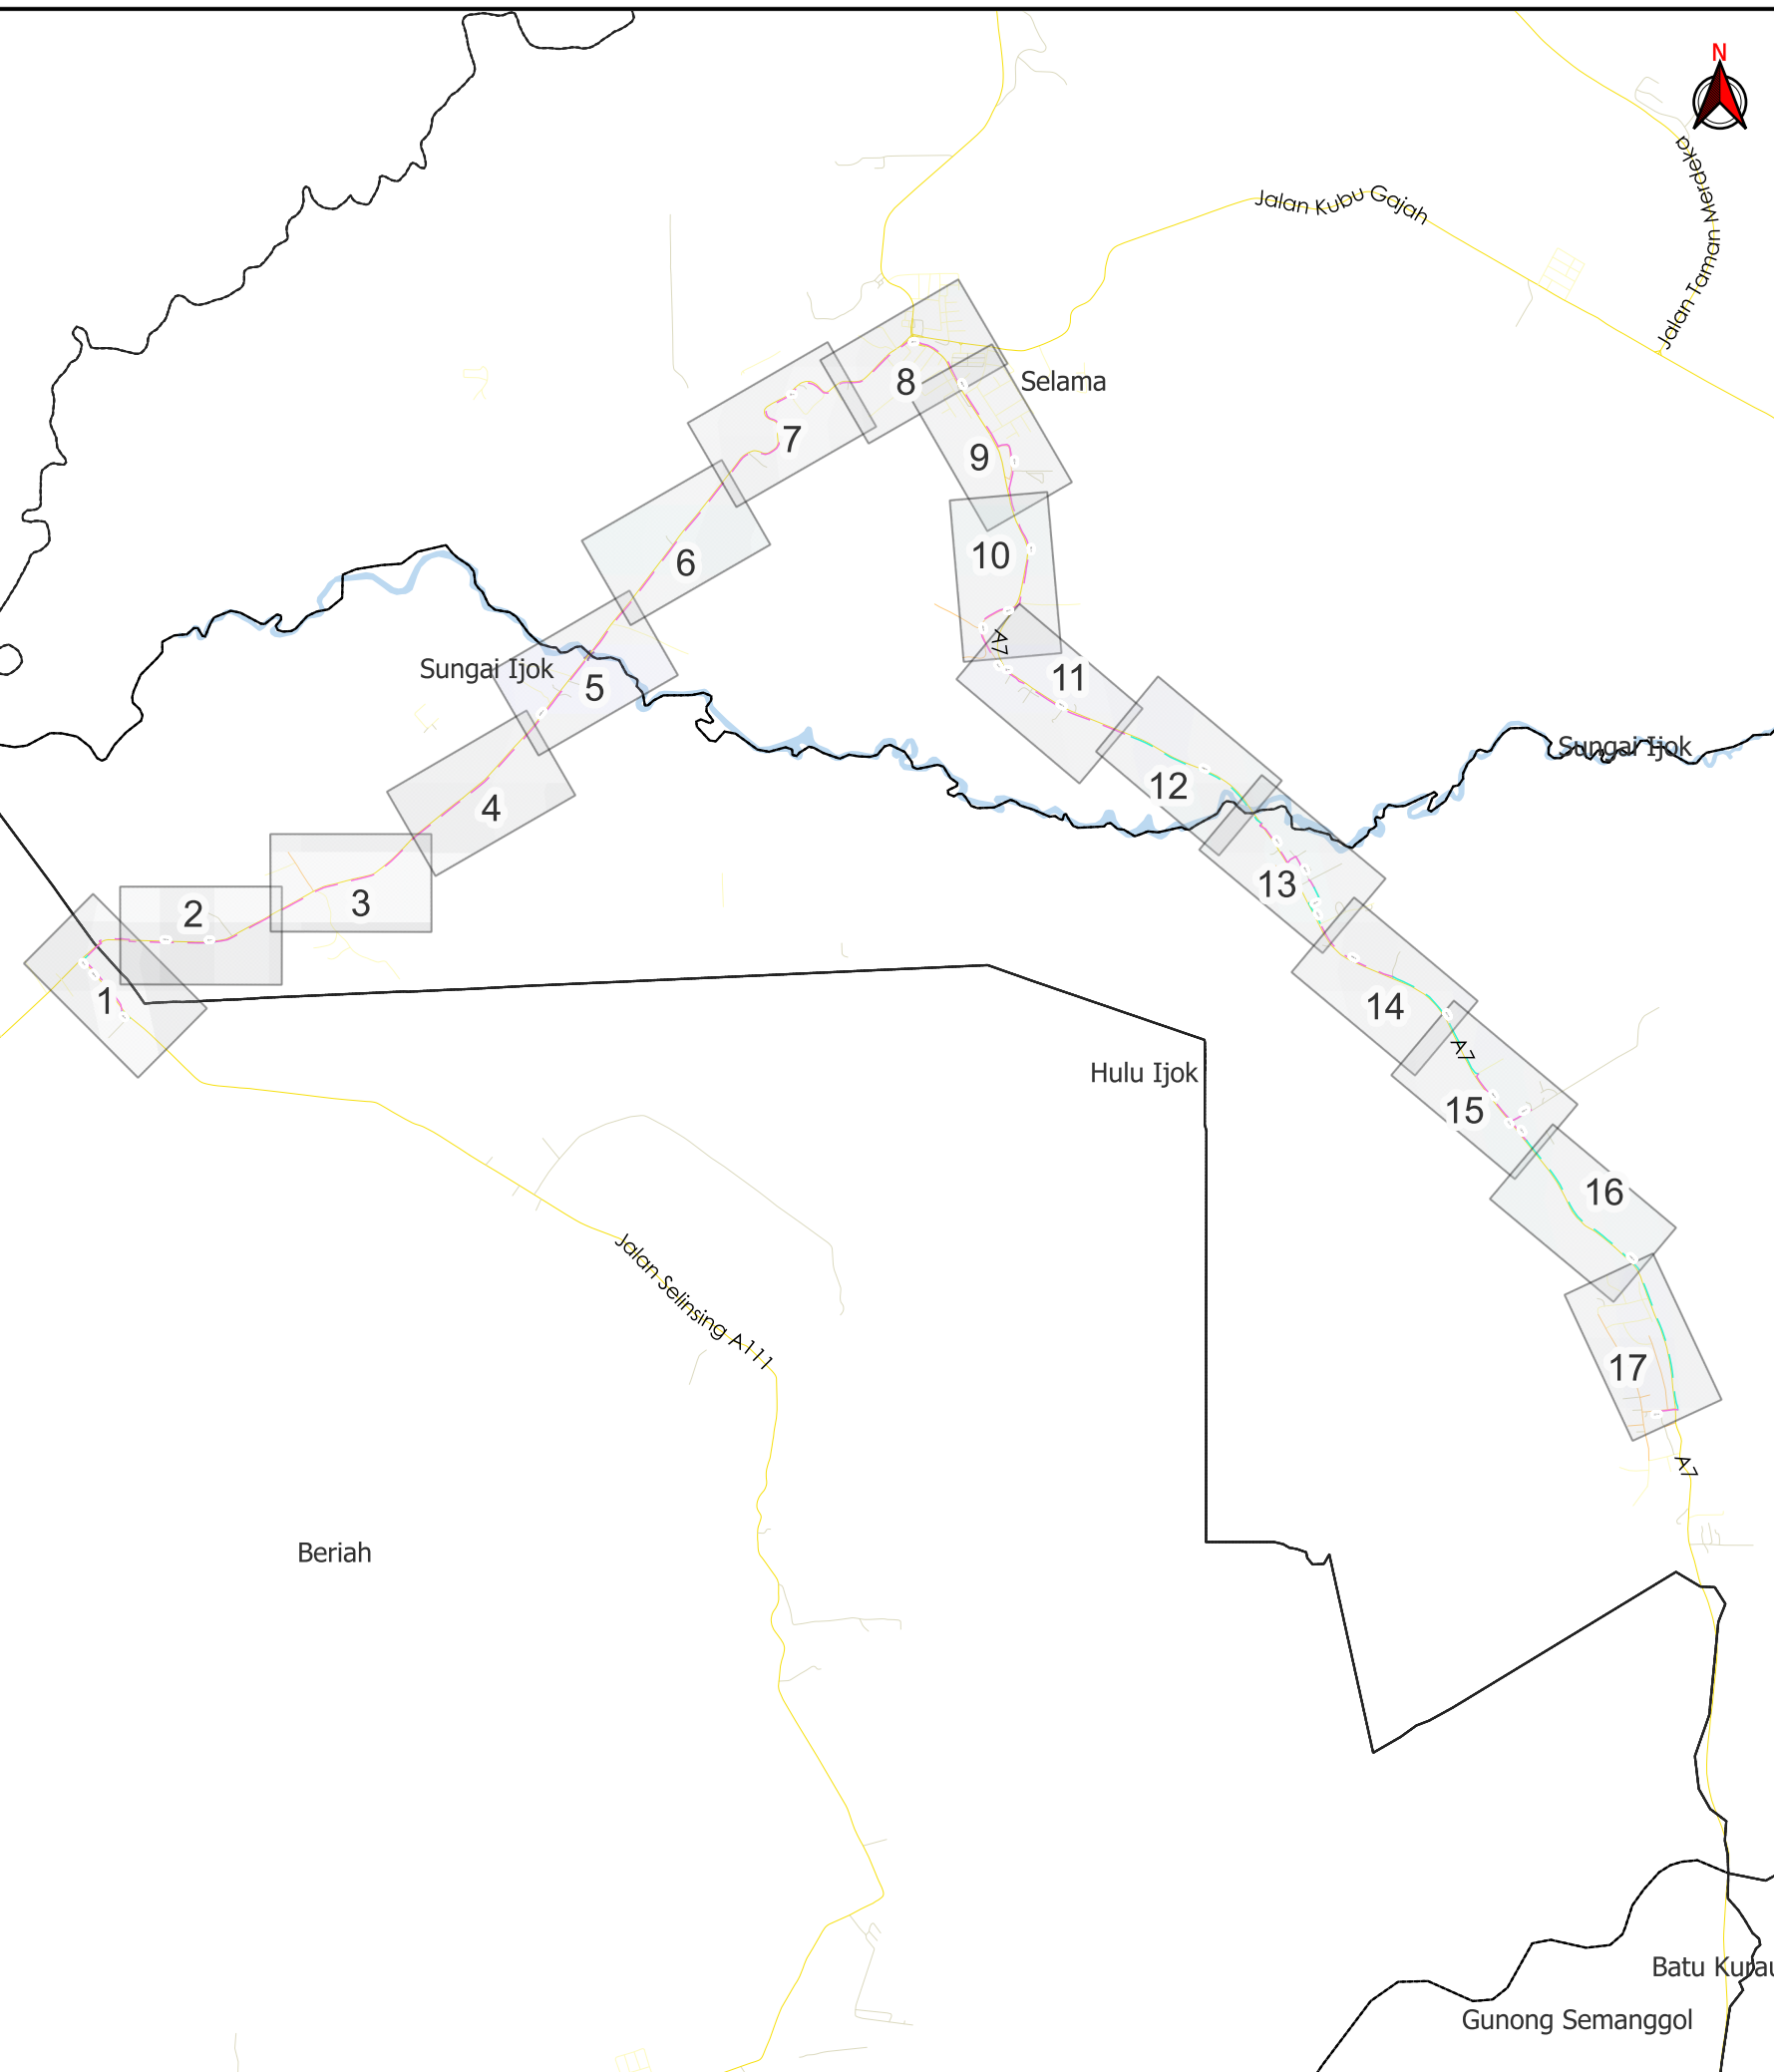 N
Jalan Taman Merdeka
Jalan Kubu Gajah
Selama
8
7
9
10
6
A7
Sungai Ijok
5
11
Sungai Ijok
12
4
13
3
2
1
14
A7
Hulu Ijok
15
16
Jalan Selinsing A111
17
A7
Beriah
Batu Kurau
Gunong Semanggol